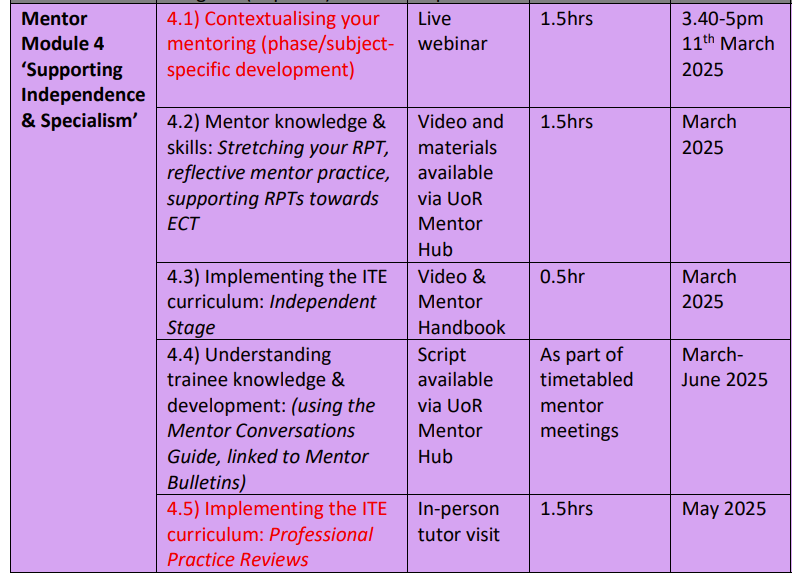 Mentor
Module 4
‘Supporting
Independence
& Specialism’
4.1) Contextualising your
mentoring (phase/subject-
specific development)
Live
webinar
1.5hrs
3.40-5pm
11th March
2025
4.2) Mentor knowledge &
skills: Stretching your RPT,
reflective mentor practice,
supporting RPTs towards
ECT
Video and
materials
available
via UoR
Mentor
Hub
1.5hrs
March
2025
4.3) Implementing the ITE
curriculum: Independent
Stage
Video &
Mentor
Handbook
0.5hr
March
2025
4.4) Understanding
trainee knowledge &
development: (using the
Mentor Conversations
Guide, linked to Mentor
Bulletins)
Script
available
via UoR
Mentor
Hub
As part of
timetabled
mentor
meetings
March-
June 2025
4.5) Implementing the ITE
curriculum: Professional
Practice Reviews
In-person
tutor visit
1.5hrs
May 2025